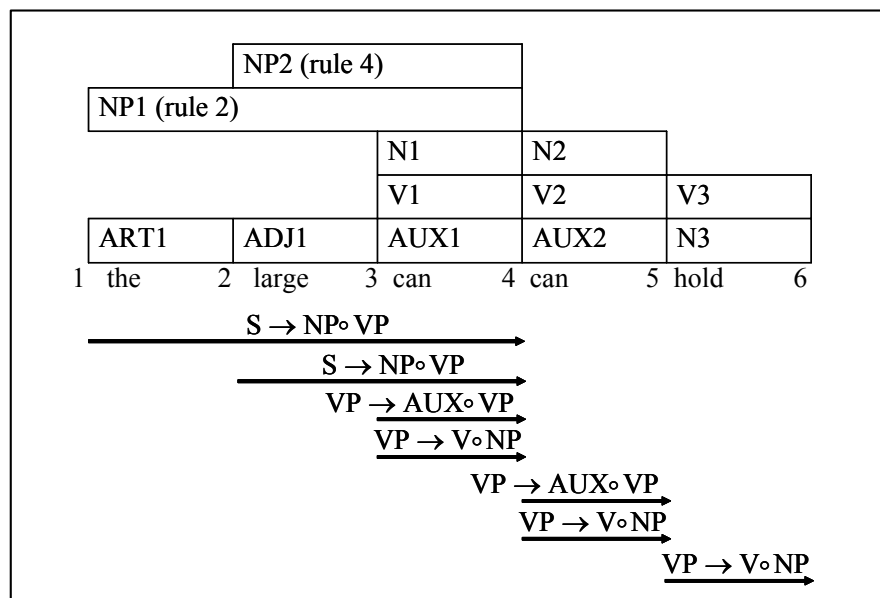 NP2 (rule 4)
NP1 (rule 2)
N1 N2
V1 V2 V3
ART1 ADJ1 AUX1 AUX2 N3
1 the 2 large 3 can 4 can 5 hold 6
S → NP∘VP
S → NP∘VP
VP → AUX∘VP
VP → V∘NP
VP → AUX∘VP
VP → V∘NP
VP → V∘NP